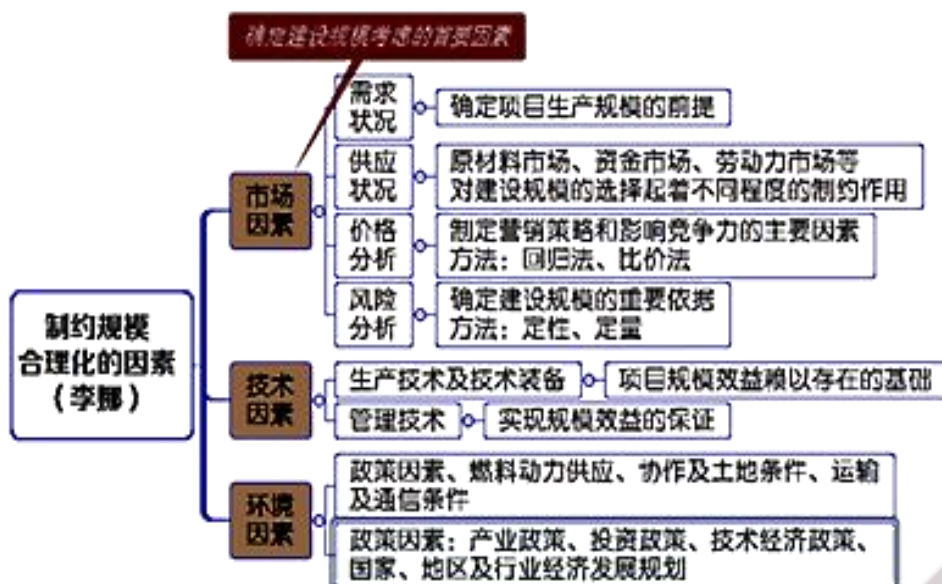 确定建设规模考虑的首要因素
需求
状况
确定项目生产规模的前提
供应
状况
原材料市场、资金市场、劳动力市场等
对建设规模的选择起着不同程度的制约作用
市场
因素
价格
分析
制定营销策略和影响竞争力的主要因素
方法：回归法、比价法
风险
分析
确定建设规模的重要依据
方法：定性、定量
制约规模
合理化的因素
（李娜）
技术
因素
生产技术及技术装备
项目规模效益赖以存在的基础
管理技术
实现规模效益的保证
环境
因素
政策因素、燃料动力供应、协作及土地条件、运输
及通信条件
政策因素：产业政策、投资政策、技术经济政策、
国家、地区及行业经济发展规划